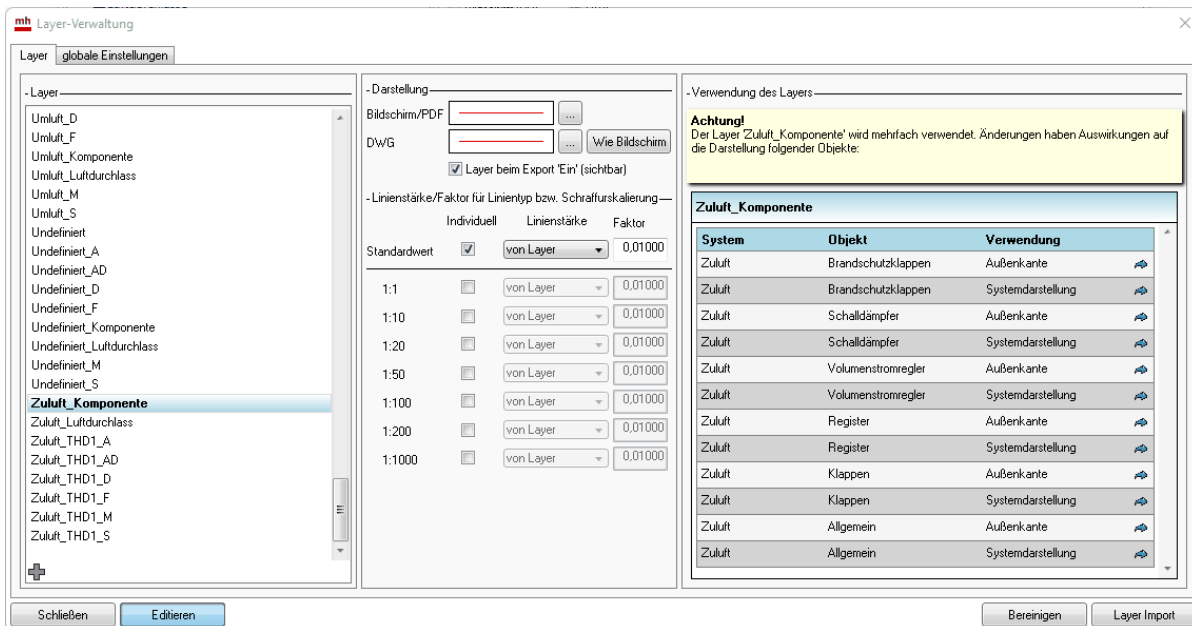 mh Layer-Verwaltung
Layer globale Einstellungen
Layer
Umluft_D
Umluft_F
Umluft_Komponente
Umluft_Luftdurchlass
Umluft_M
Umluft_S
Undefiniert
Undefiniert_A
Undefiniert_AD
Undefiniert_D
Undefiniert_F
Undefiniert_Komponente
Undefiniert_Luftdurchlass
Undefiniert_M
Undefiniert_S
Zuluft_Komponente
Zuluft_Luftdurchlass
Zuluft_THD1_A
Zuluft_THD1_AD
Zuluft_THD1_D
Zuluft_THD1_F
Zuluft_THD1_M
Zuluft_THD1_S
Darstellung
Bildschirm/PDF ...
DWG ... Wie Bildschirm
Layer beim Export 'Ein' (sichtbar)
Linienstärke/Faktor für Linientyp bzw. Schraffurskalierung
Individuell Linienstärke Faktor
Standardwert von Layer 0,01000
1:1 von Layer 0,01000
1:10 von Layer 0,01000
1:20 von Layer 0,01000
1:50 von Layer 0,01000
1:100 von Layer 0,01000
1:200 von Layer 0,01000
1:1000 von Layer 0,01000
Verwendung des Layers
Achtung!
Der Layer 'Zuluft_Komponente' wird mehrfach verwendet. Änderungen haben Auswirkungen auf
die Darstellung folgender Objekte:
Zuluft_Komponente
System Objekt Verwendung
Zuluft Brandschutzklappen Außenkante
Zuluft Brandschutzklappen Systemdarstellung
Zuluft Schalldämpfer Außenkante
Zuluft Schalldämpfer Systemdarstellung
Zuluft Volumenstromregler Außenkante
Zuluft Volumenstromregler Systemdarstellung
Zuluft Register Außenkante
Zuluft Register Systemdarstellung
Zuluft Klappen Außenkante
Zuluft Klappen Systemdarstellung
Zuluft Allgemein Außenkante
Zuluft Allgemein Systemdarstellung
Schließen Editieren Bereinigen Layer Import